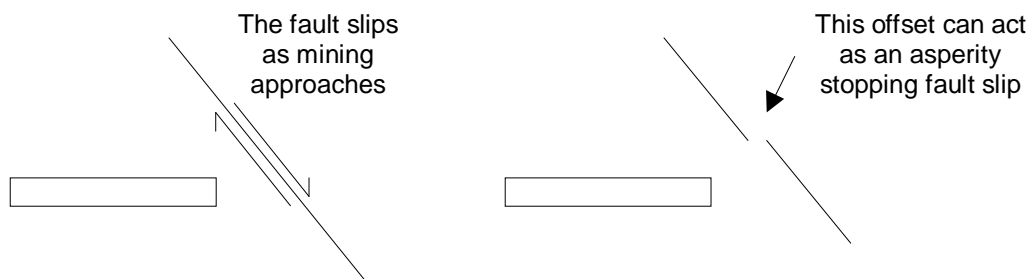 The fault slips
as mining
approaches
This offset can act
as an asperity
stopping fault slip